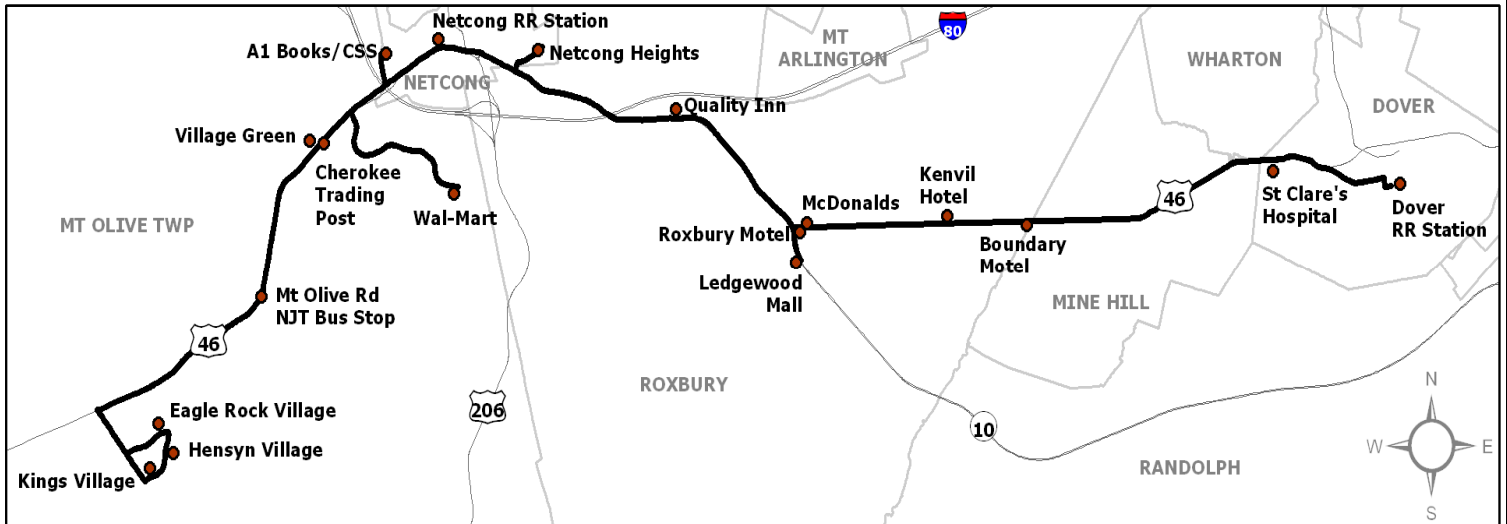 Netcong RR Station
80
MT
ARLINGTON
A1 Books/CSS
Netcong Heights
WHARTON
NETCONG
DOVER
Quality Inn
Village Green
Cherokee
Trading
Post
Wal-Mart
Kenvil
Hotel
St Clare's
Hospital
46
Dover
RR Station
McDonalds
MT OLIVE TWP
Roxbury Motel
Boundary
Motel
Ledgewood
Mall
Mt Olive Rd
NJT Bus Stop
MINE HILL
46
ROXBURY
N
Eagle Rock Village
206
10
W
E
Hensyn Village
RANDOLPH
Kings Village
S